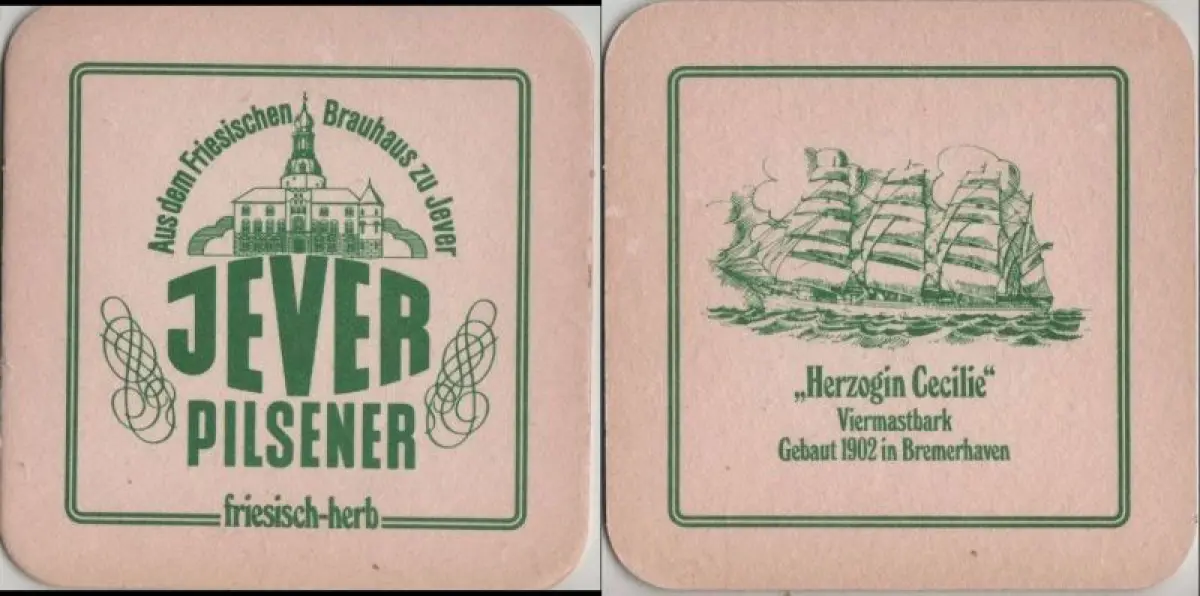 Aus dem Friesischen Brauhaus zu Jever
JEVER
PILSENER
friesisch-herb
„Herzogin Cecilie“
Viermastbark
Gebaut 1902 in Bremerhaven